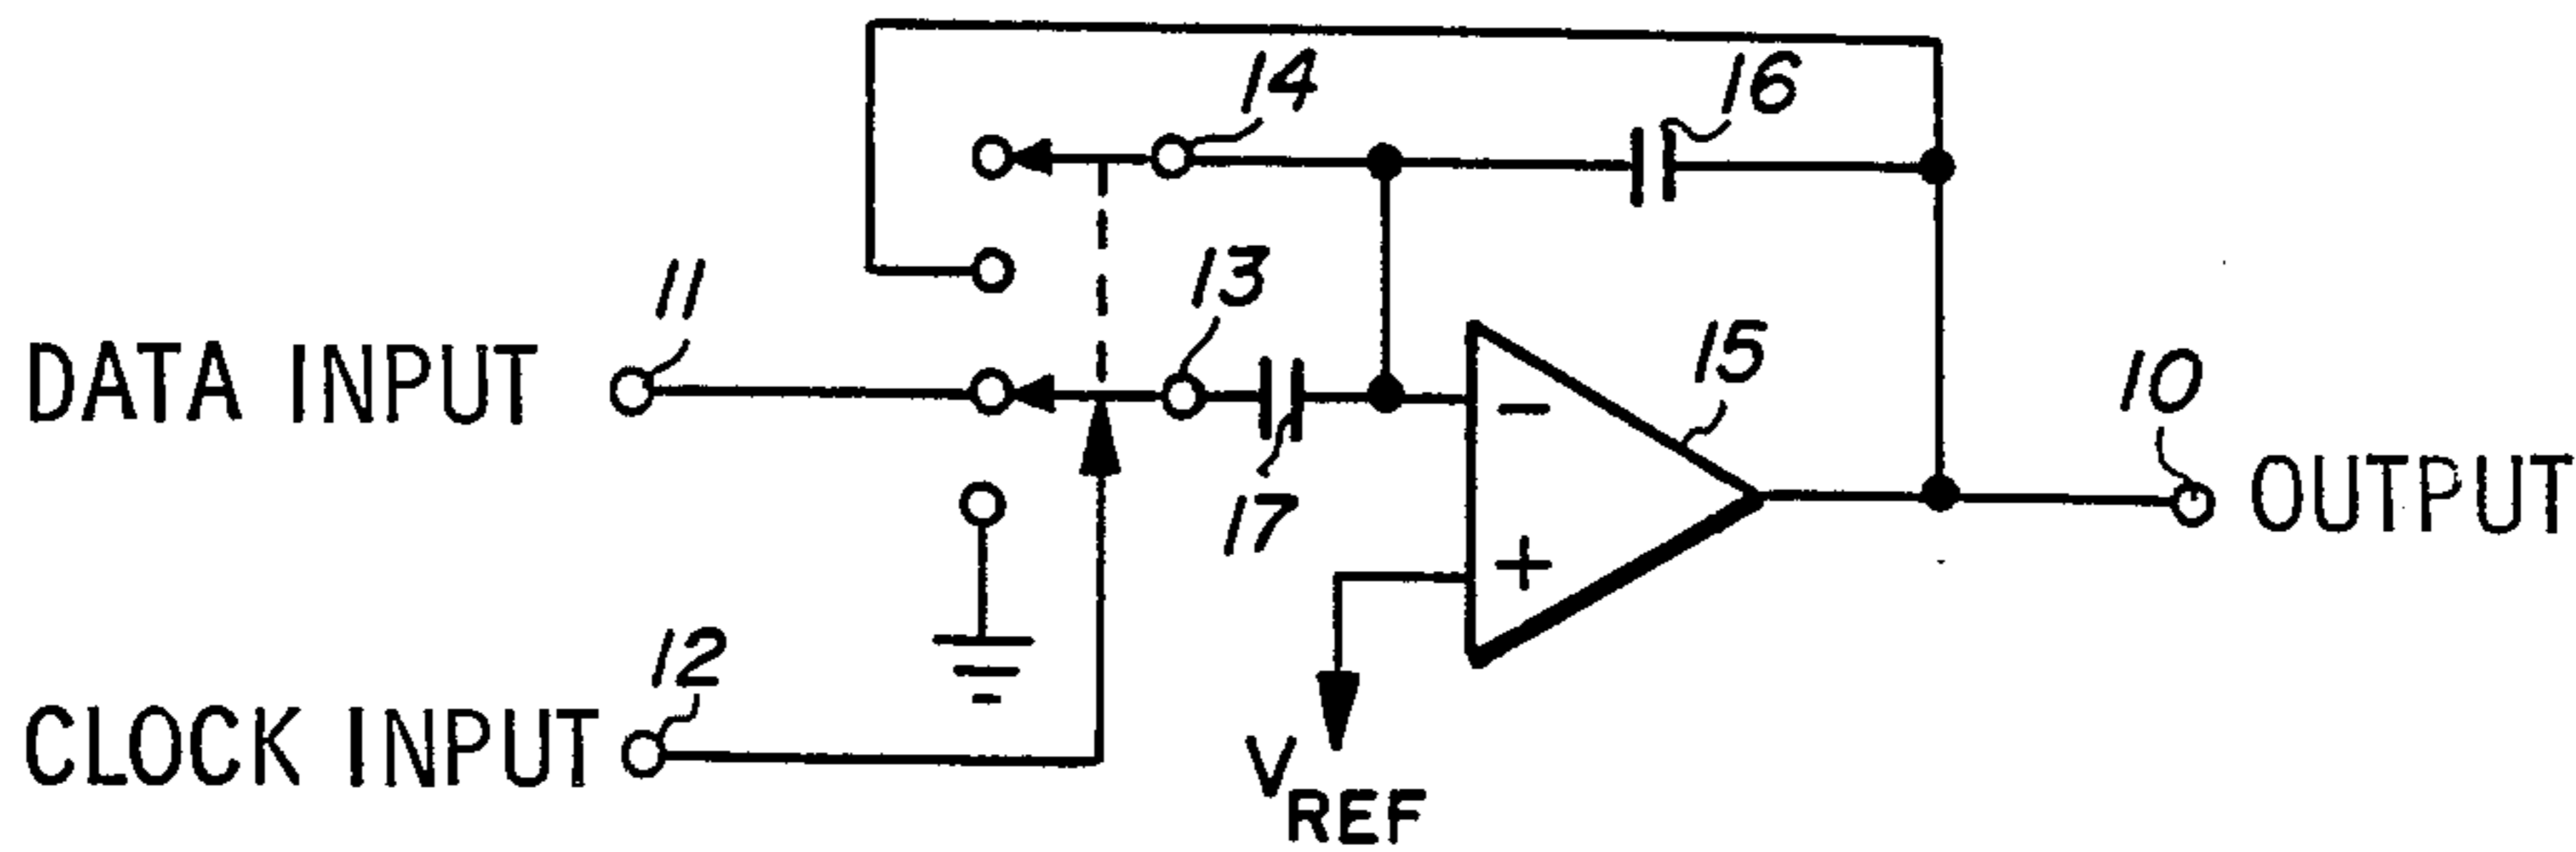 14
16
11
13
DATA INPUT
15
10
−
17
OUTPUT
+
12
CLOCK INPUT
VREF